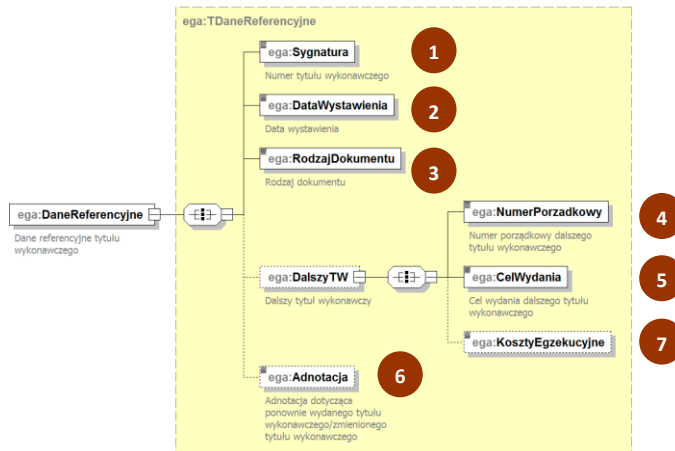 ega:TDaneReferencyjne
ega:Sygnatura
1
Numer tytułu wykonawczego
ega:DataWystawienia
2
Data wystawienia
ega:RodzajDokumentu
3
Rodzaj dokumentu
ega:DaneReferencyjne
Dane referencyjne tytułu
wykonawczego
ega:NumerPorzadkowy
4
Numer porządkowy dalszego
tytułu wykonawczego
ega:DalszyTW
Dalszy tytuł wykonawczy
ega:CelWydania
5
Cel wydania dalszego tytułu
wykonawczego
ega:KosztyEgzekucyjne
7
ega:Adnotacja
6
Adnotacja dotycząca
ponownie wydanego tytułu
wykonawczego/zmienionego
tytułu wykonawczego